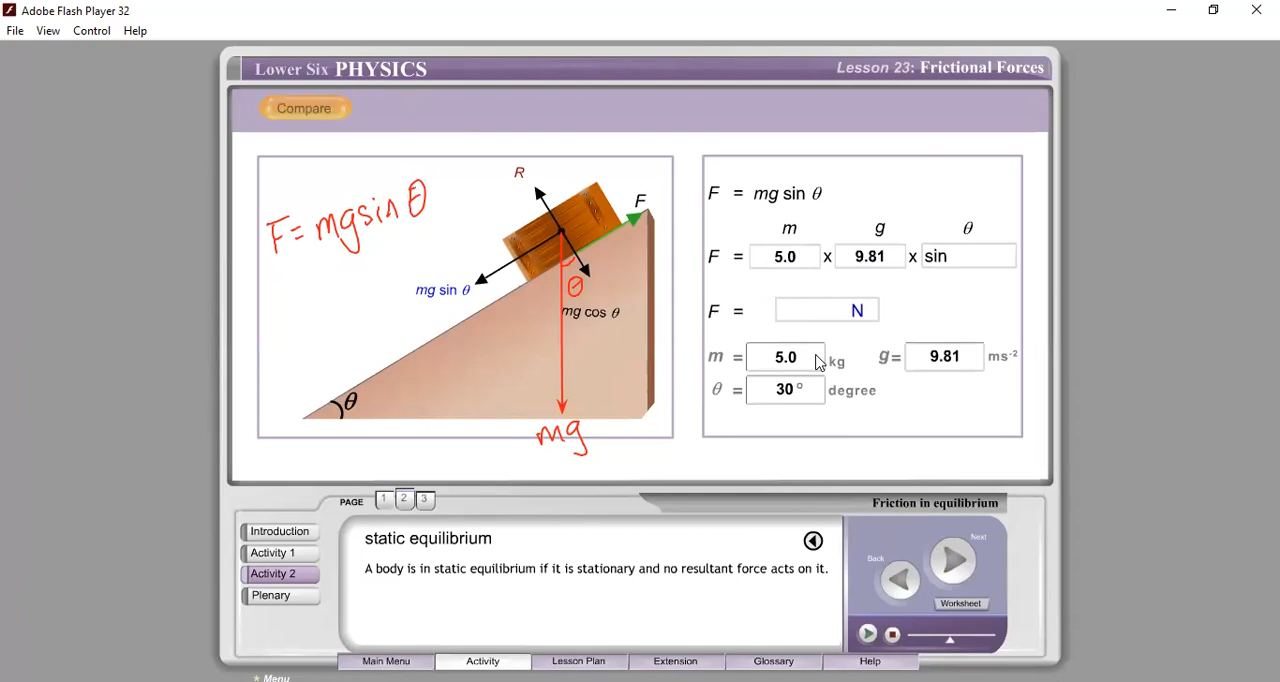 Adobe Flash Player 32
File View Control Help
Lower Six PHYSICS
Lesson 23: Frictional Forces
Compare
F = mg sin θ
R
F
mg sin θ
θ
mg cos θ
θ
mg
F = mg sin θ
m g θ
F = 5.0 x 9.81 x sin
F = N
m = 5.0 kg g = 9.81 ms⁻²
θ = 30° degree
PAGE 1 2 3
Friction in equilibrium
Introduction
Activity 1
Activity 2
Plenary
static equilibrium
A body is in static equilibrium if it is stationary and no resultant force acts on it.
Next
Back
Worksheet
Main Menu Activity Lesson Plan Extension Glossary Help
* Menu